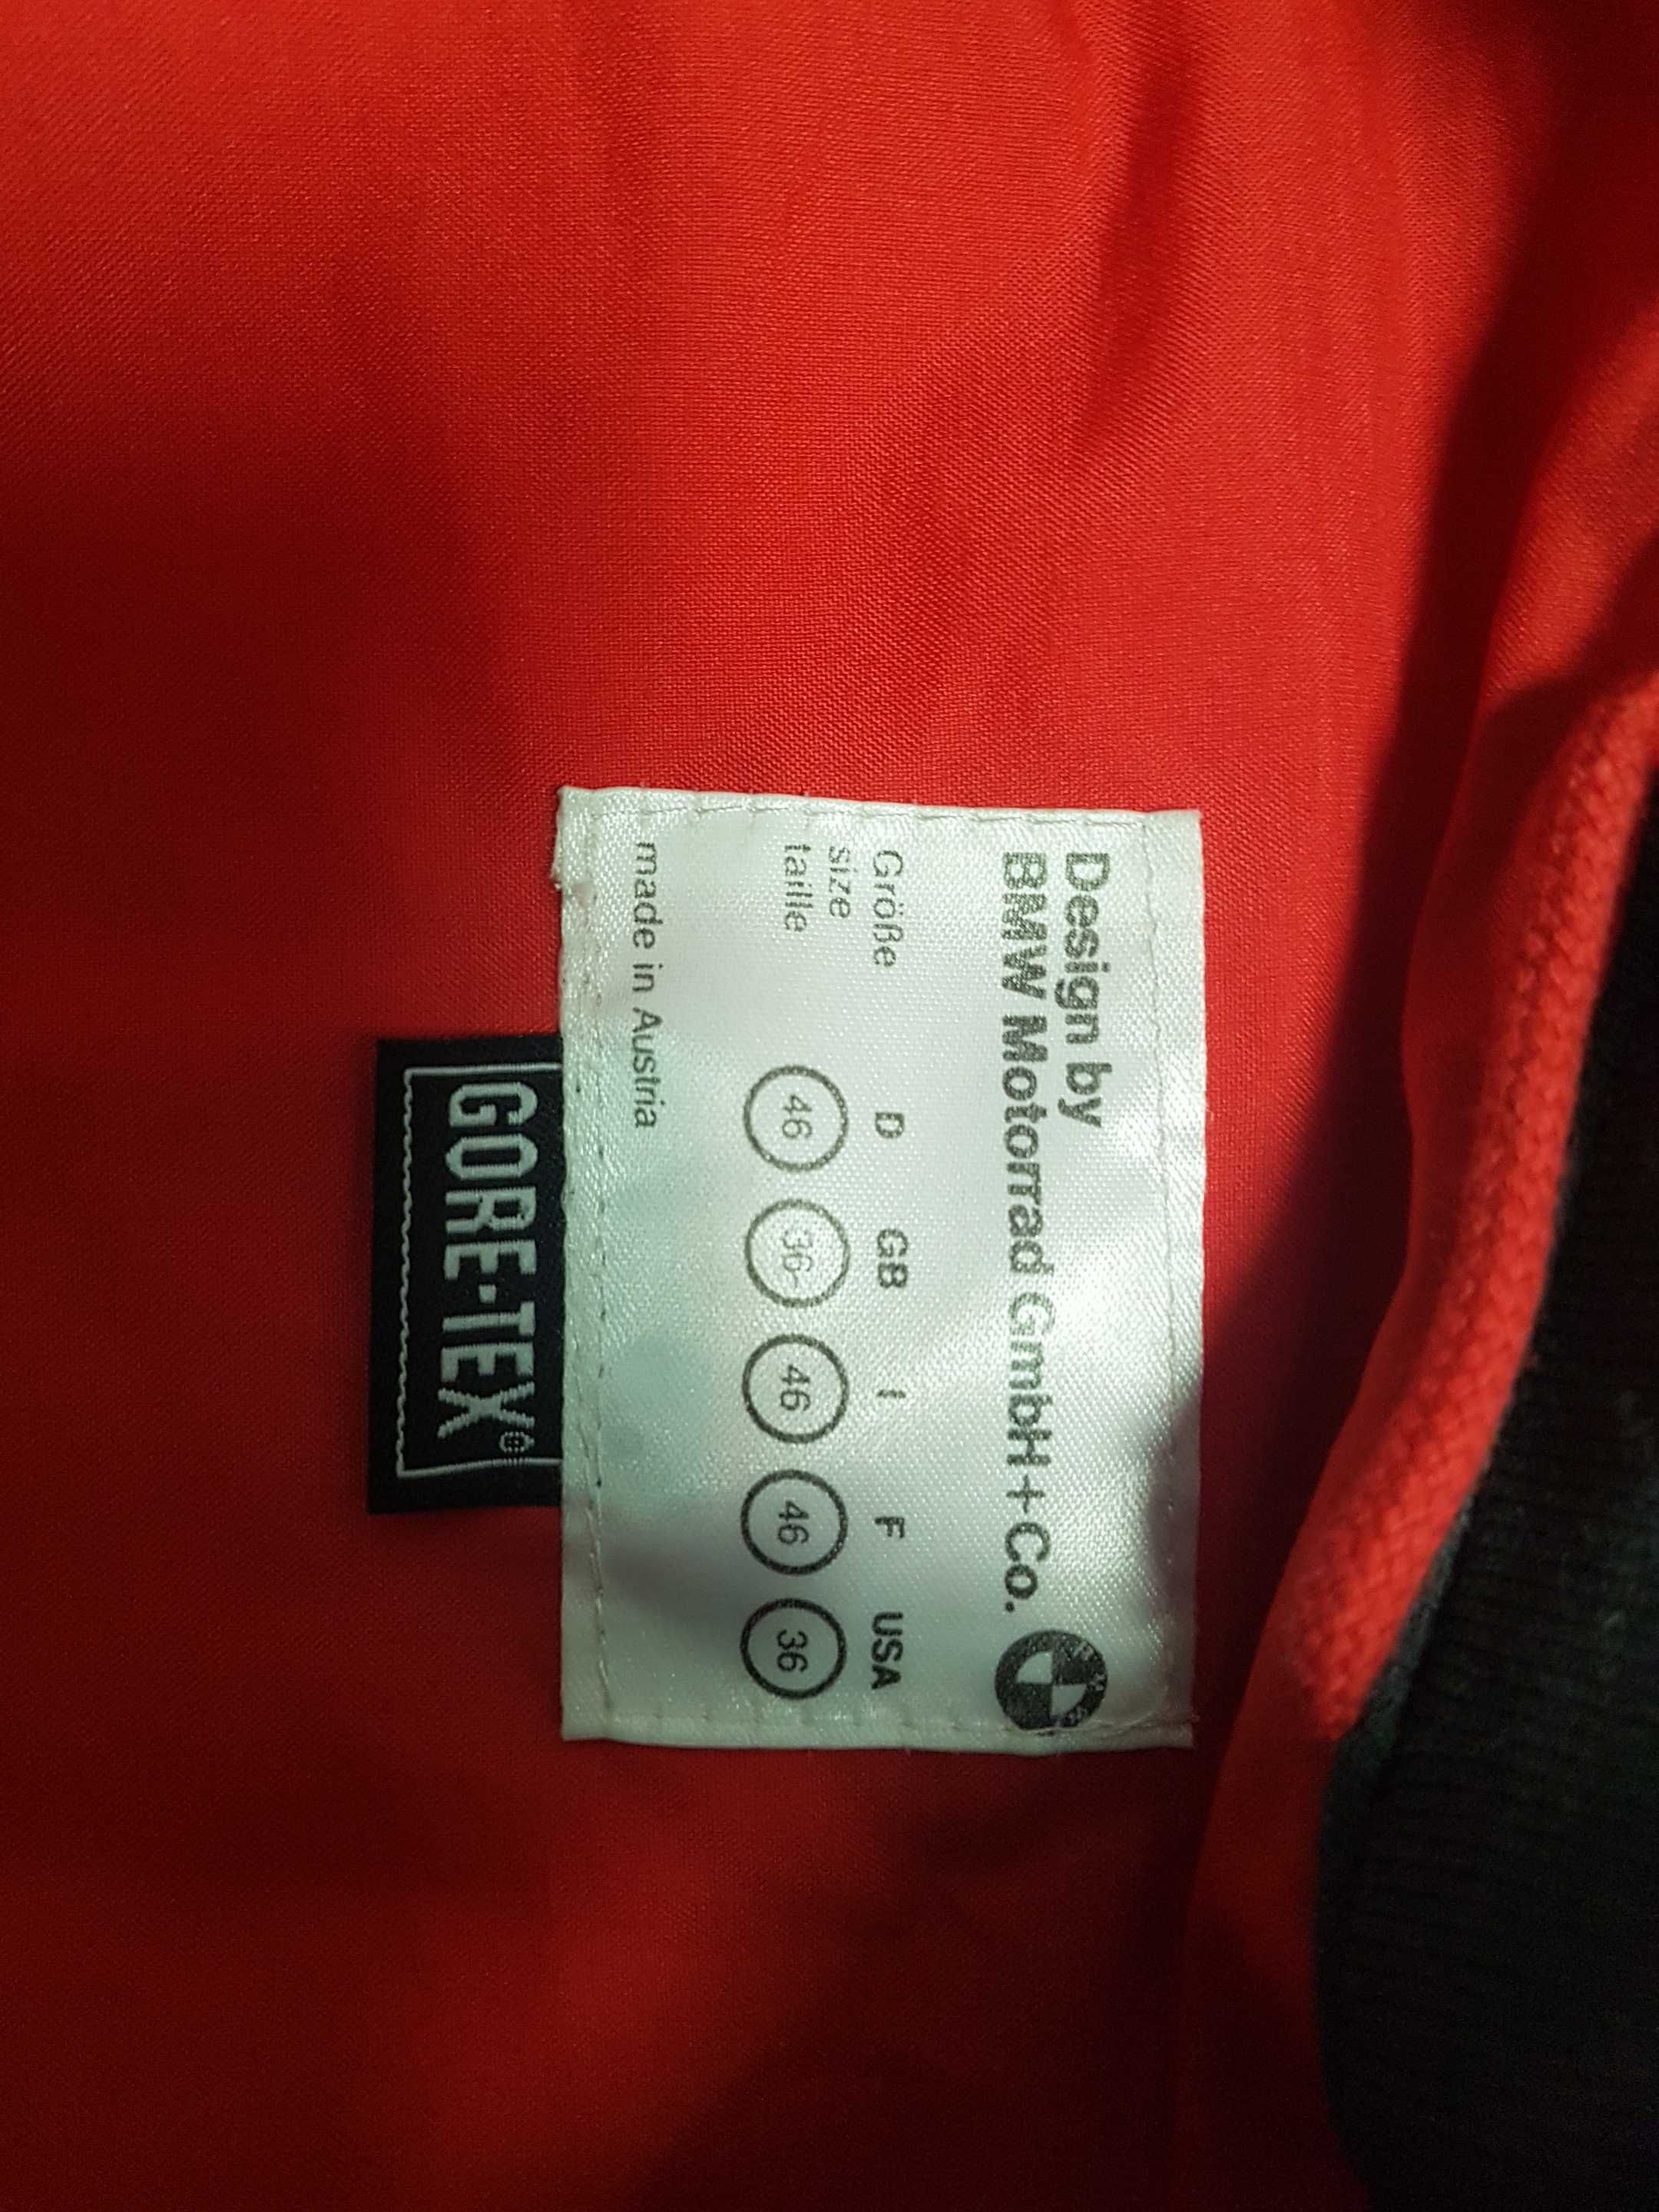 Design by
BMW Motorrad GmbH+Co.
Größe D GB I F USA
size
taille 46 36 46 46 36
made in Austria
GORE-TEX®